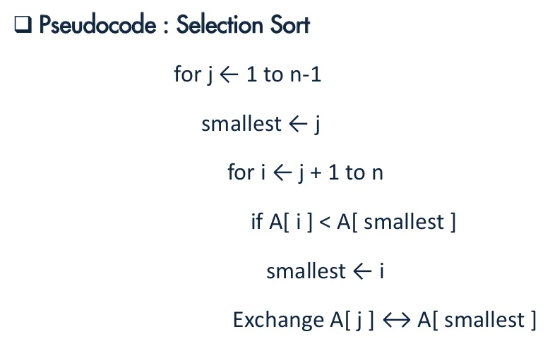 ❑ Pseudocode : Selection Sort
for j ← 1 to n-1
smallest ← j
for i ← j + 1 to n
if A[ i ] < A[ smallest ]
smallest ← i
Exchange A[ j ] ↔ A[ smallest ]